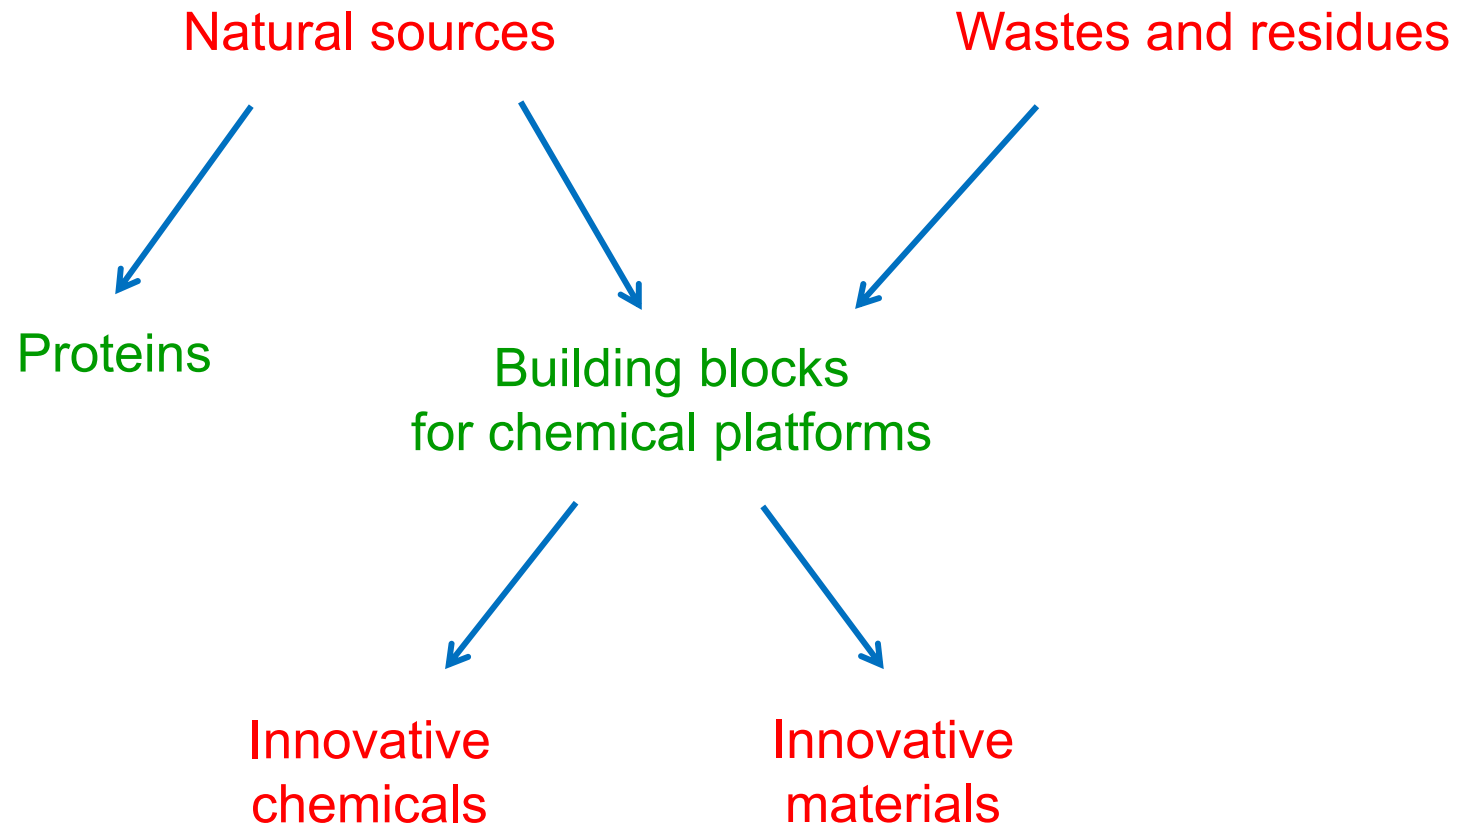 Natural sources
Wastes and residues
Proteins
Building blocks
for chemical platforms
Innovative
chemicals
Innovative
materials